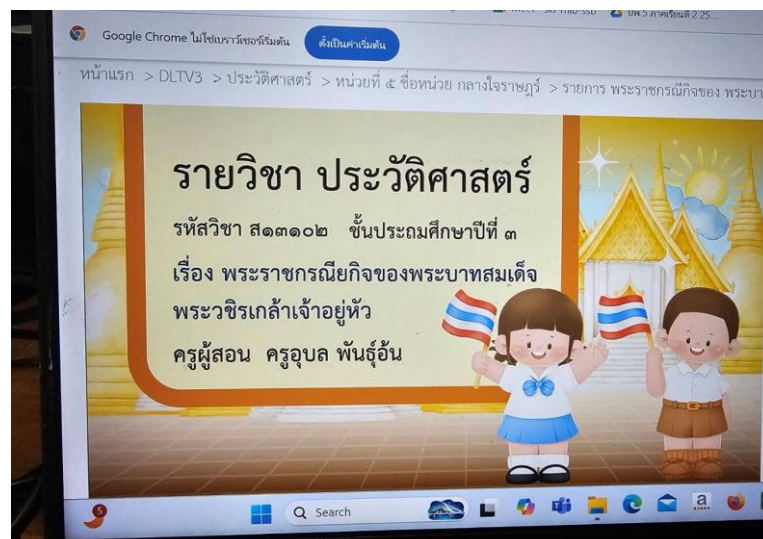 Google Chrome ไม่ใช่เบราว์เซอร์เริ่มต้น ตั้งเป็นค่าเริ่มต้น
หน้าแรก > DLTV3 > ประวัติศาสตร์ > หน่วยที่ ๕ ชื่อหน่วย กลางใจราษฎร์ > รายการ พระราชกรณีกิจของ พระบา
รายวิชา ประวัติศาสตร์
รหัสวิชา ส๑๓๑๐๒ ชั้นประถมศึกษาปีที่ ๓
เรื่อง พระราชกรณียกิจของพระบาทสมเด็จ
พระวชิรเกล้าเจ้าอยู่หัว
ครูผู้สอน ครูอุบล พันธุ์อ้น
5
Search
a